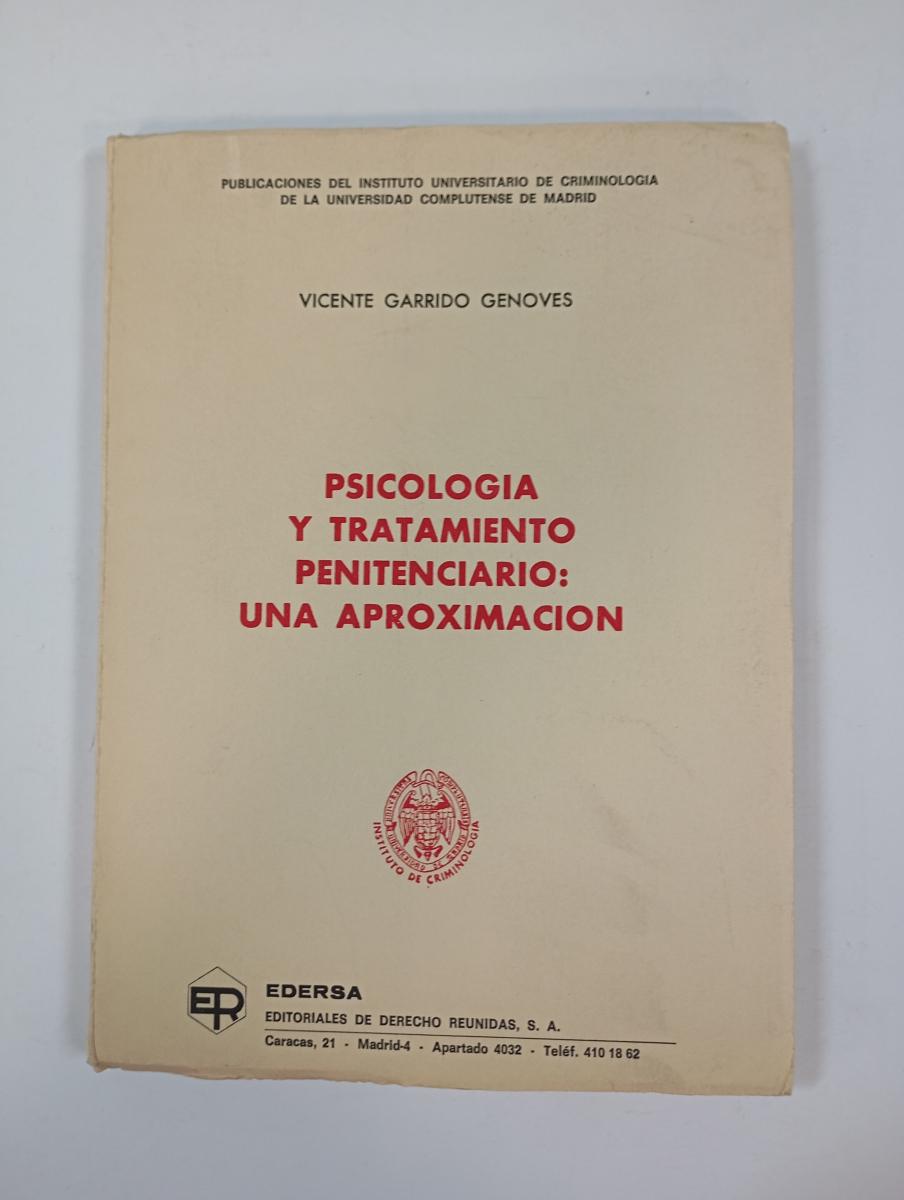 PUBLICACIONES DEL INSTITUTO UNIVERSITARIO DE CRIMINOLOGIA
DE LA UNIVERSIDAD COMPLUTENSE DE MADRID
VICENTE GARRIDO GENOVES
PSICOLOGIA
Y TRATAMIENTO
PENITENCIARIO:
UNA APROXIMACION
INSTITUTO DE CRIMINOLOGIA
ER
EDERSA
EDITORIALES DE DERECHO REUNIDAS, S. A.
Caracas, 21 - Madrid-4 - Apartado 4032 - Teléf. 410 18 62